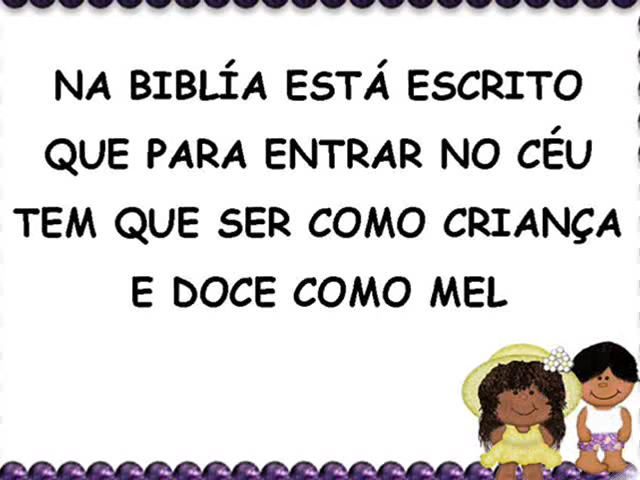 NA BIBLÍA ESTÁ ESCRITO
QUE PARA ENTRAR NO CÉU
TEM QUE SER COMO CRIANÇA
E DOCE COMO MEL